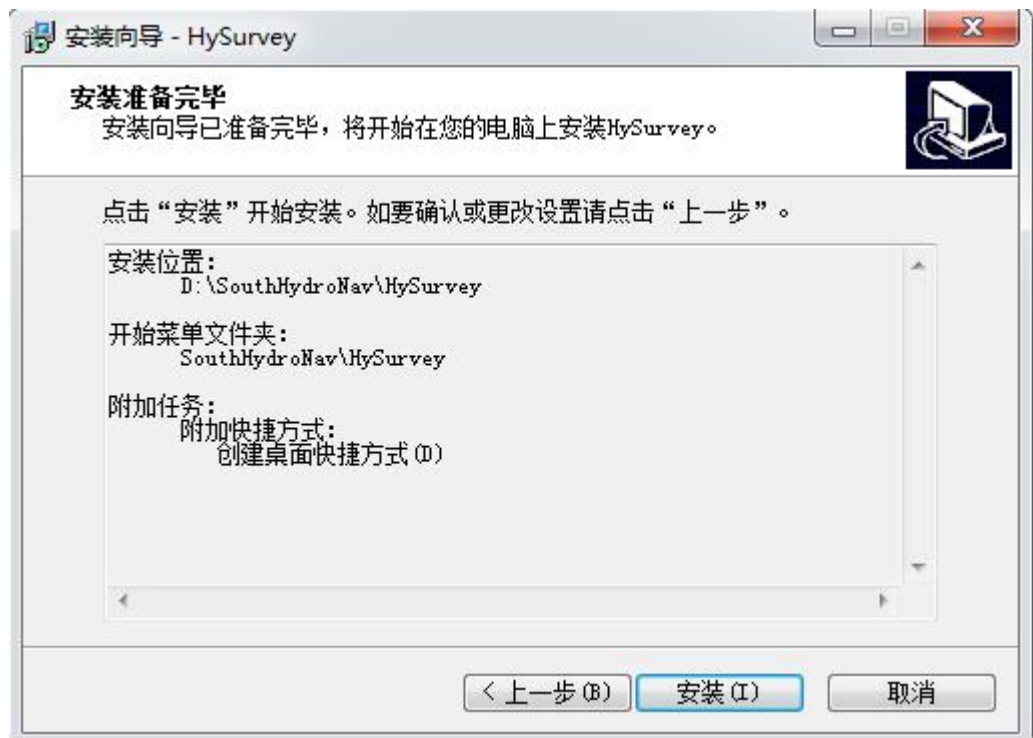 安装向导 - HySurvey
安装准备完毕
安装向导已准备完毕，将开始在您的电脑上安装HySurvey。
点击“安装”开始安装。如要确认或更改设置请点击“上一步”。
安装位置：
D:\SouthHydroNav\HySurvey
开始菜单文件夹：
SouthHydroNav\HySurvey
附加任务：
附加快捷方式：
创建桌面快捷方式(D)
< 上一步(B)
安装(I)
取消